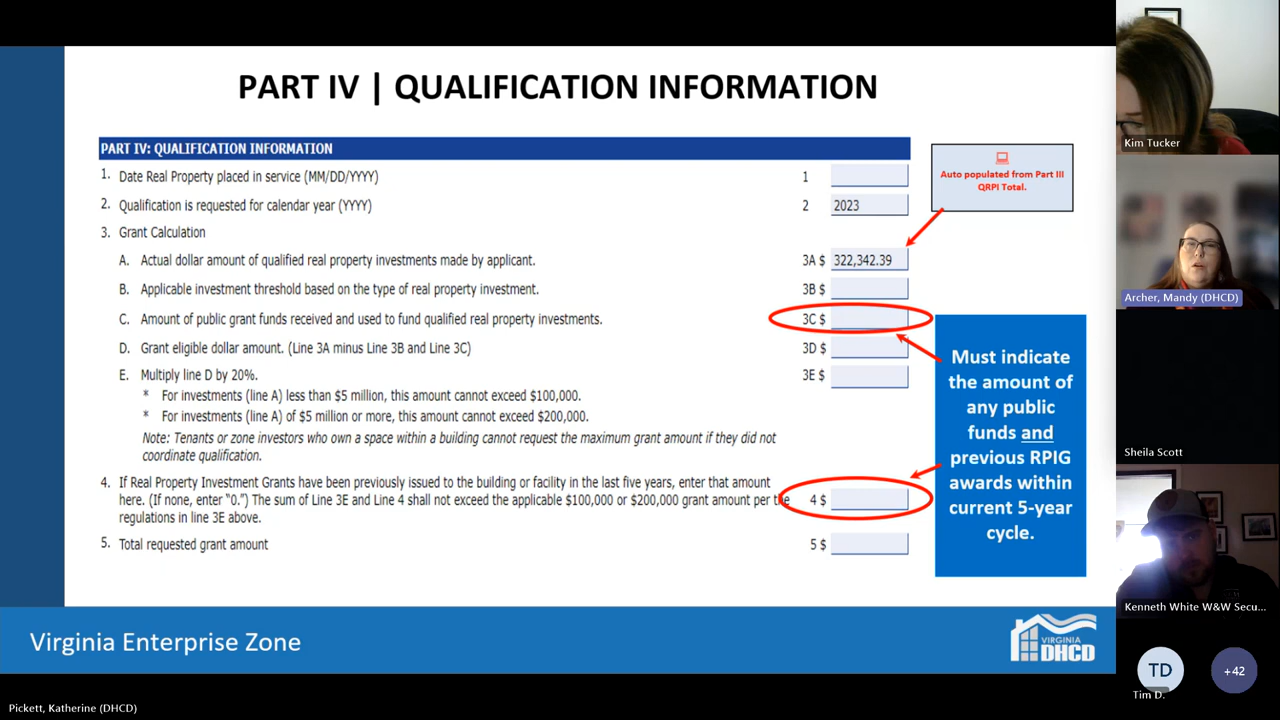 PART IV | QUALIFICATION INFORMATION
PART IV: QUALIFICATION INFORMATION
1. Date Real Property placed in service (MM/DD/YYYY) 1
2. Qualification is requested for calendar year (YYYY) 2 2023
3. Grant Calculation
A. Actual dollar amount of qualified real property investments made by applicant. 3A $ 322,342.39
B. Applicable investment threshold based on the type of real property investment. 3B $
C. Amount of public grant funds received and used to fund qualified real property investments. 3C $
D. Grant eligible dollar amount. (Line 3A minus Line 3B and Line 3C) 3D $
E. Multiply line D by 20%. 3E $
* For investments (line A) less than $5 million, this amount cannot exceed $100,000.
* For investments (line A) of $5 million or more, this amount cannot exceed $200,000.
Note: Tenants or zone investors who own a space within a building cannot request the maximum grant amount if they did not
coordinate qualification.
4. If Real Property Investment Grants have been previously issued to the building or facility in the last five years, enter that amount
here. (If none, enter "0.") The sum of Line 3E and Line 4 shall not exceed the applicable $100,000 or $200,000 grant amount per the 4 $
regulations in line 3E above.
5. Total requested grant amount 5 $
Auto populated from Part III
QRPI Total.
Must indicate
the amount of
any public
funds and
previous RPIG
awards within
current 5-year
cycle.
Virginia Enterprise Zone
VIRGINIA
DHCD
Kim Tucker
Archer, Mandy (DHCD)
Sheila Scott
Kenneth White W&W Secu...
TD
+42
Tim D.
Pickett, Katherine (DHCD)